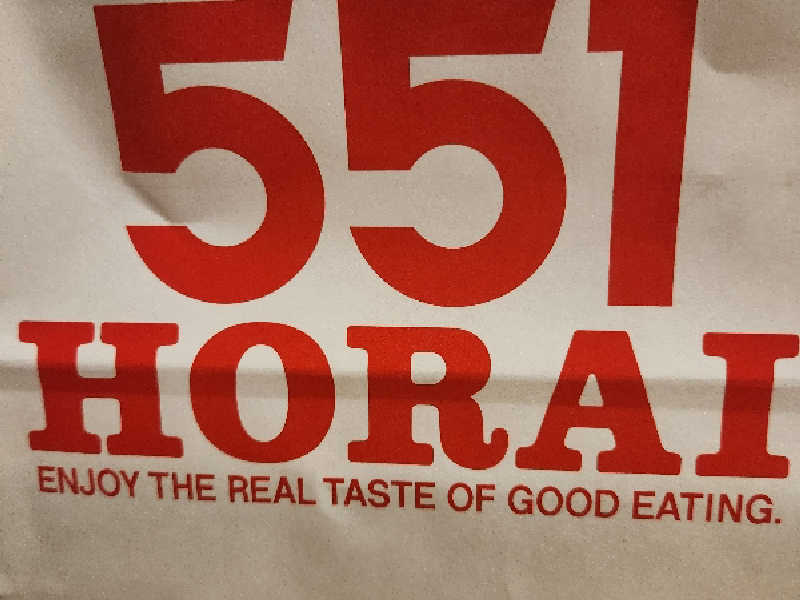 551
HORAI
ENJOY THE REAL TASTE OF GOOD EATING.